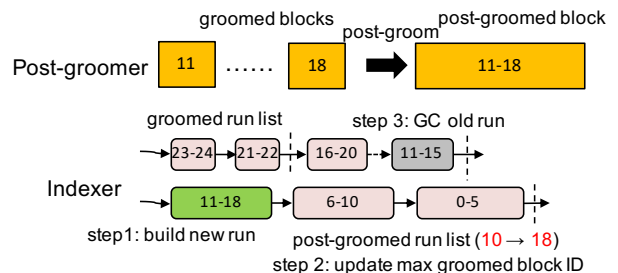 groomed blocks
post-groomed block
post-groom
Post-groomer
11
......
18
11-18
groomed run list
step 3: GC old run
23-24
21-22
16-20
11-15
Indexer
11-18
6-10
0-5
step1: build new run
post-groomed run list (10 → 18)
step 2: update max groomed block ID